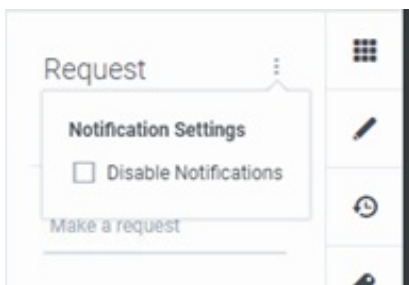 Request
Notification Settings
Disable Notifications
Make a request